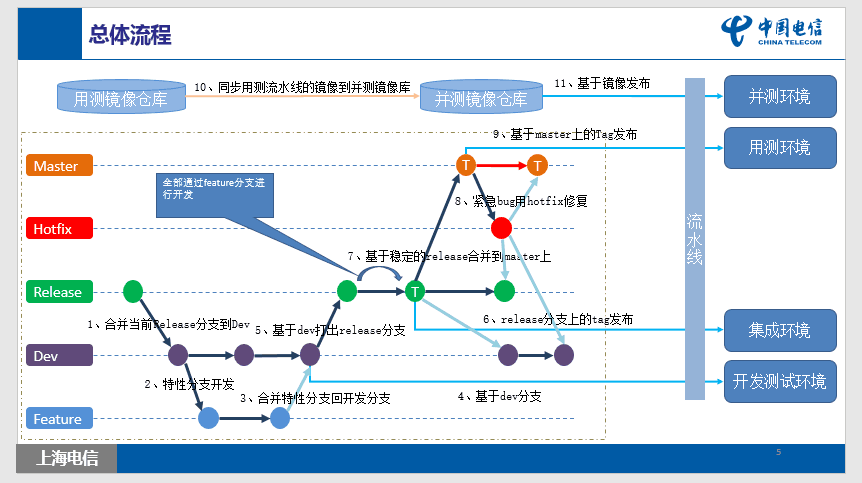 总体流程
中国电信
CHINA TELECOM
用测镜像仓库
10、同步用测流水线的镜像到并测镜像库
并测镜像仓库
11、基于镜像发布
并测环境
9、基于master上的Tag发布
用测环境
Master
T
T
全部通过feature分支进
行开发
8、紧急bug用hotfix修复
Hotfix
流水线
7、基于稳定的release合并到master上
Release
T
1、合并当前Release分支到Dev
5、基于dev打出release分支
6、release分支上的tag发布
集成环境
Dev
2、特性分支开发
3、合并特性分支回开发分支
4、基于dev分支
开发测试环境
Feature
上海电信
5